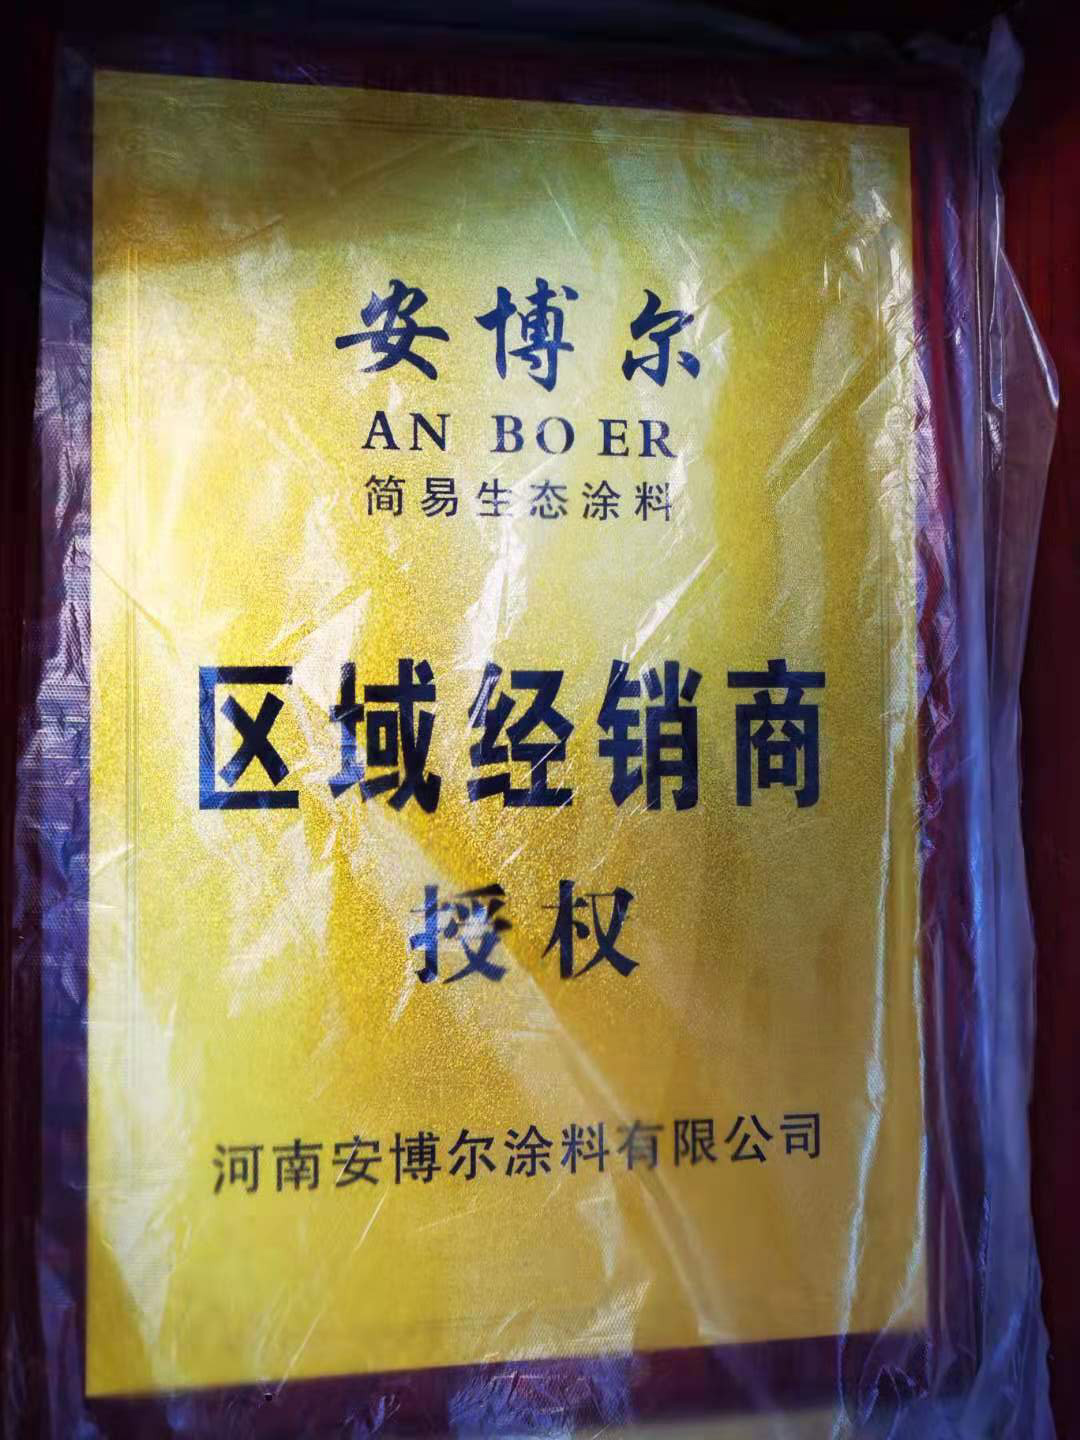 安博尔
AN BO ER
简易生态涂料
区域经销商
授权
河南安博尔涂料有限公司